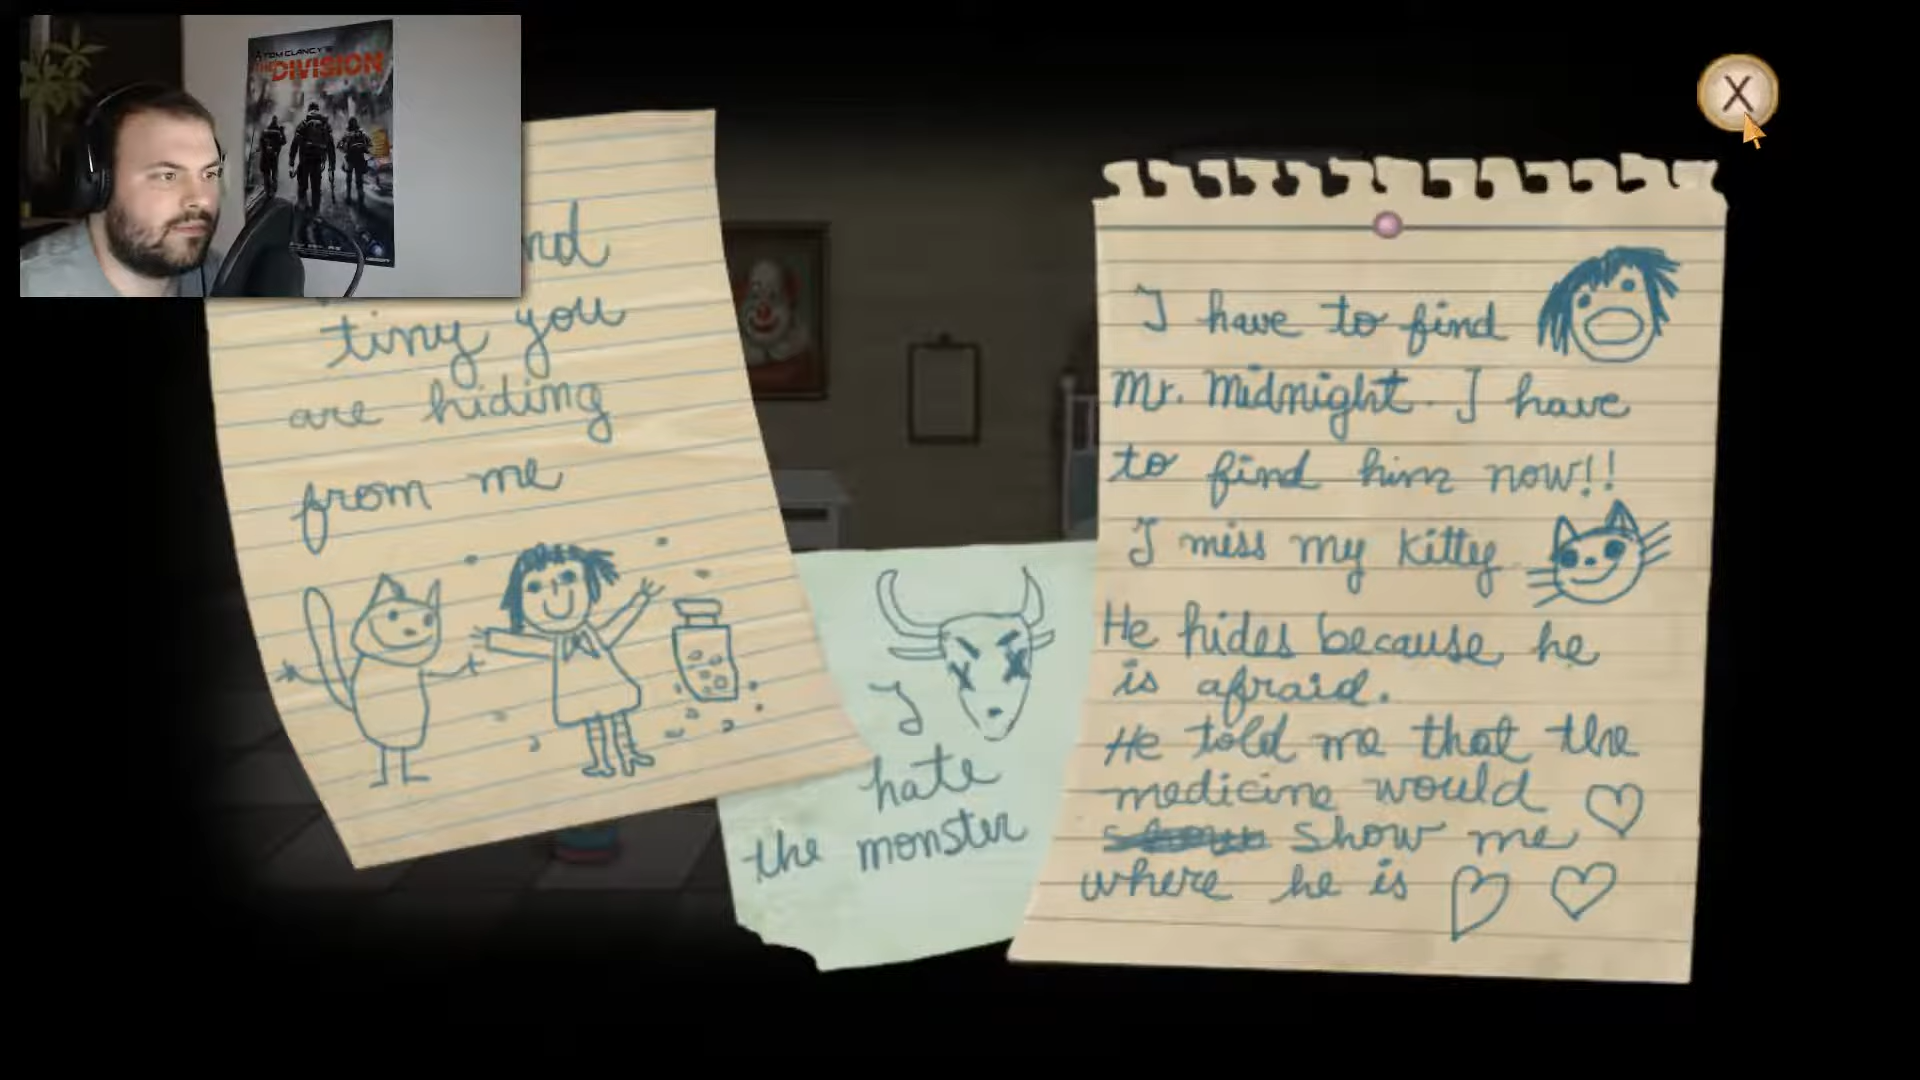 TOM CLANCY'S
THE DIVISION
nd
tiny you
are hiding
from me
I
hate
the monster
I have to find
Mr. Midnight. I have
to find him now!!
I miss my Kitty
He hides because he
is afraid.
He told me that the
medicine would
show me
where he is
X